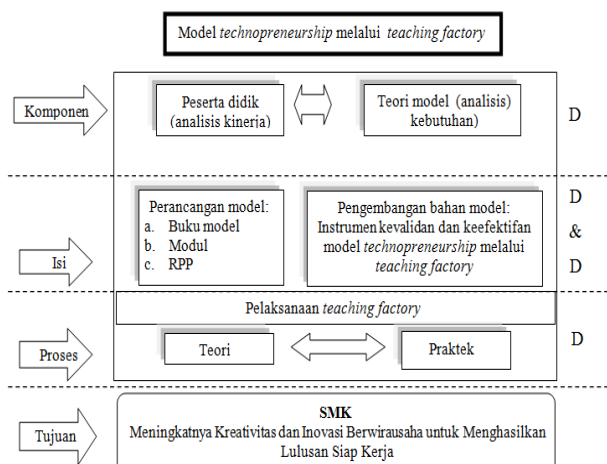 Model technopreneurship melalui teaching factory
Komponen
Peserta didik
(analisis kinerja)
Teori model (analisis)
kebutuhan)
D
Isi
Perancangan model:
a. Buku model
b. Modul
c. RPP
Pengembangan bahan model:
Instrumen kevalidan dan keefektifan
model technopreneurship melalui
teaching factory
D
&
D
Pelaksanaan teaching factory
Proses
Teori
Praktek
D
Tujuan
SMK
Meningkatnya Kreativitas dan Inovasi Berwirausaha untuk Menghasilkan
Lulusan Siap Kerja